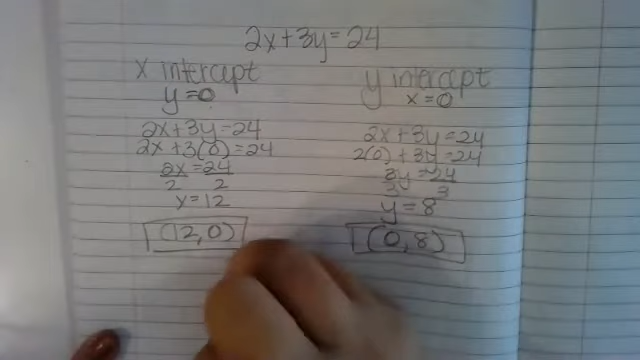 2x+3y=24
x intercept
y=0
2x+3y=24
2x+3(0)=24
2x=24
2 2
x=12
(12,0)
y intercept
x=0
2x+3y=24
2(0)+3y=24
3y=24
3 3
y=8
(0,8)